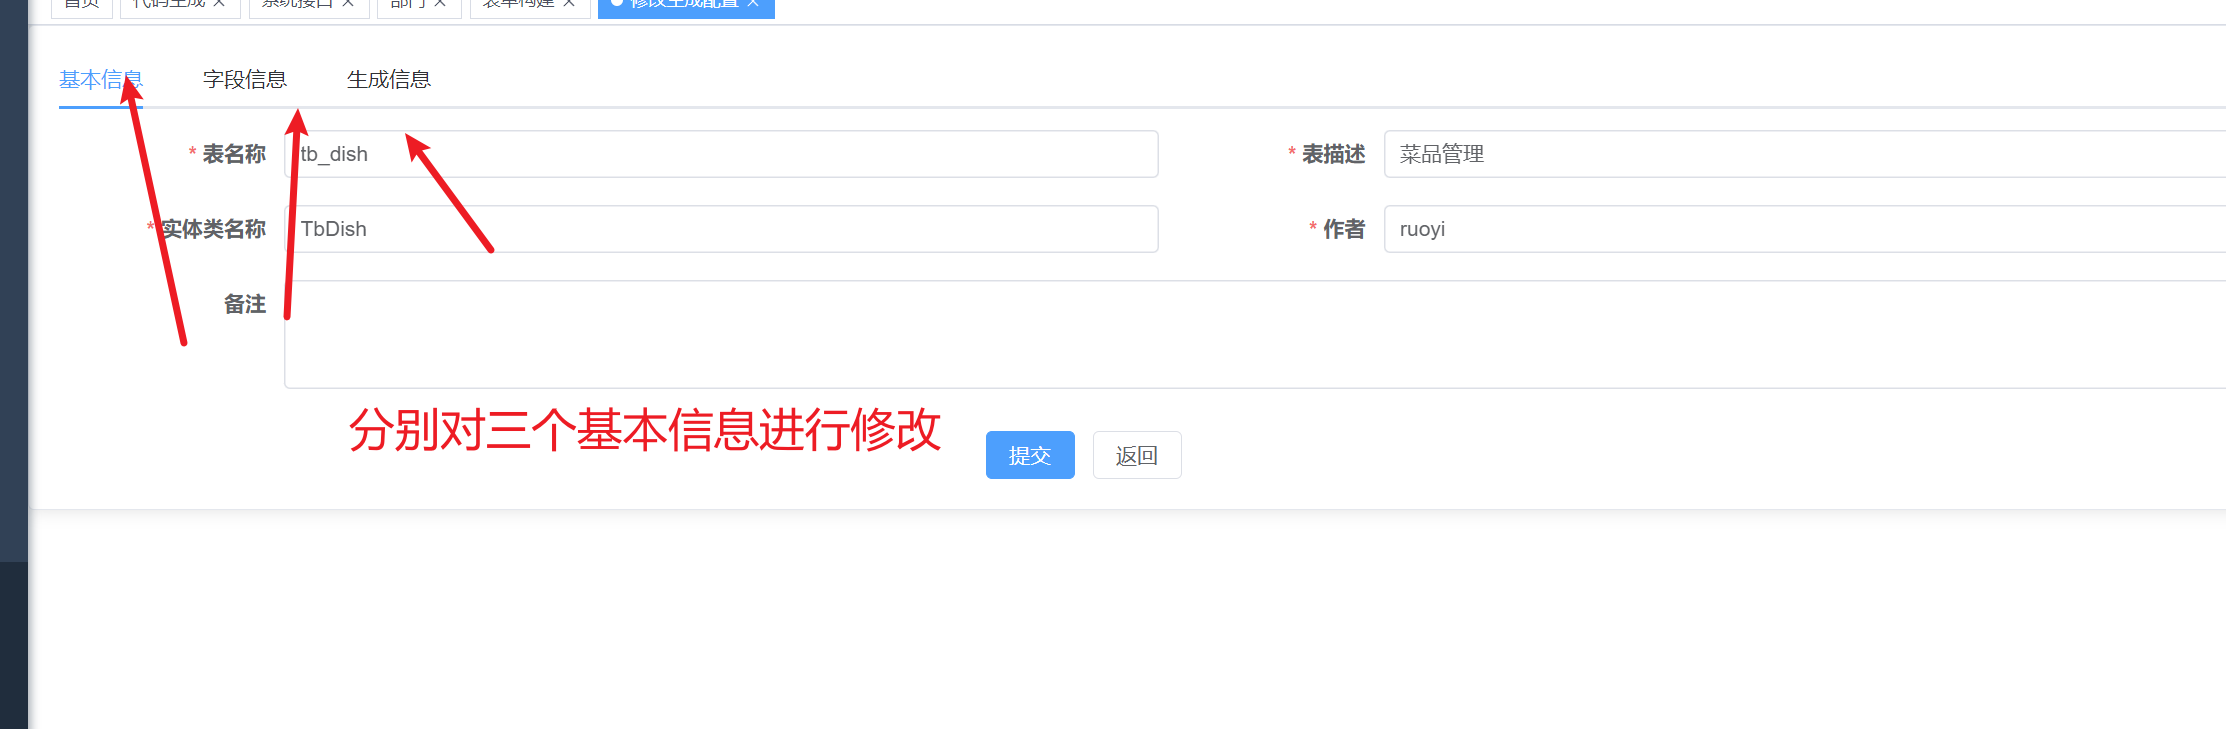 首页 代码生成 × 系统接口 × 部门 × 表单构建 × 修改生成配置 ×
基本信息 字段信息 生成信息
* 表名称 tb_dish * 表描述 菜品管理
* 实体类名称 TbDish * 作者 ruoyi
备注
分别对三个基本信息进行修改
提交 返回